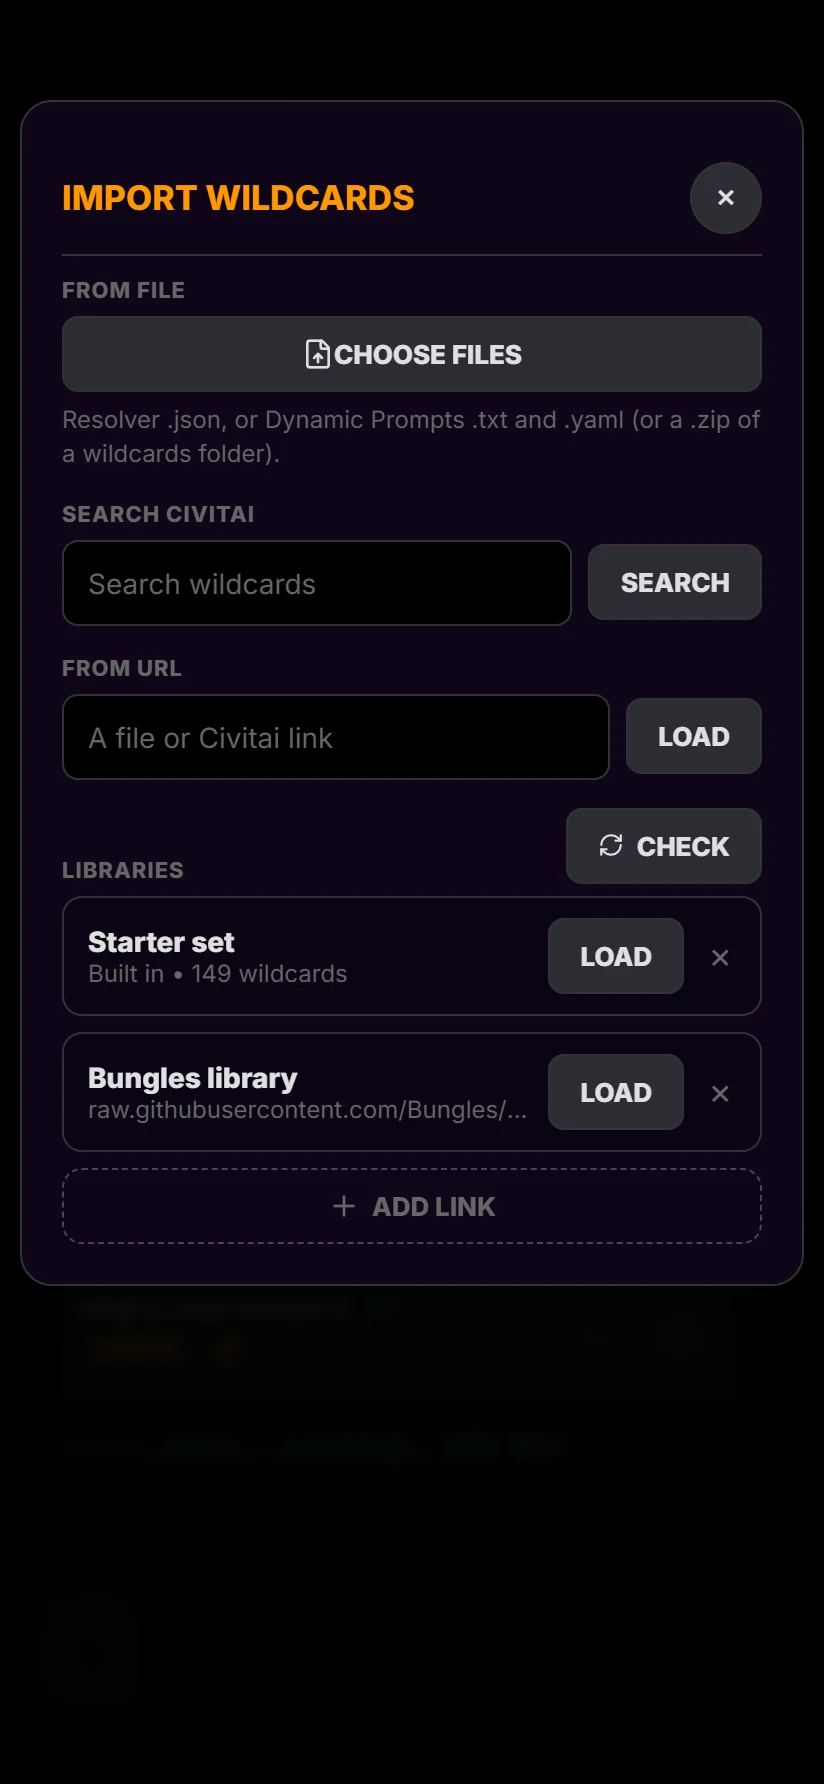 IMPORT WILDCARDS
FROM FILE
CHOOSE FILES
Resolver .json, or Dynamic Prompts .txt and .yaml (or a .zip of
a wildcards folder).
SEARCH CIVITAI
Search wildcards
SEARCH
FROM URL
A file or Civitai link
LOAD
CHECK
LIBRARIES
Starter set
Built in • 149 wildcards
LOAD
Bungles library
raw.githubusercontent.com/Bungles/...
LOAD
ADD LINK